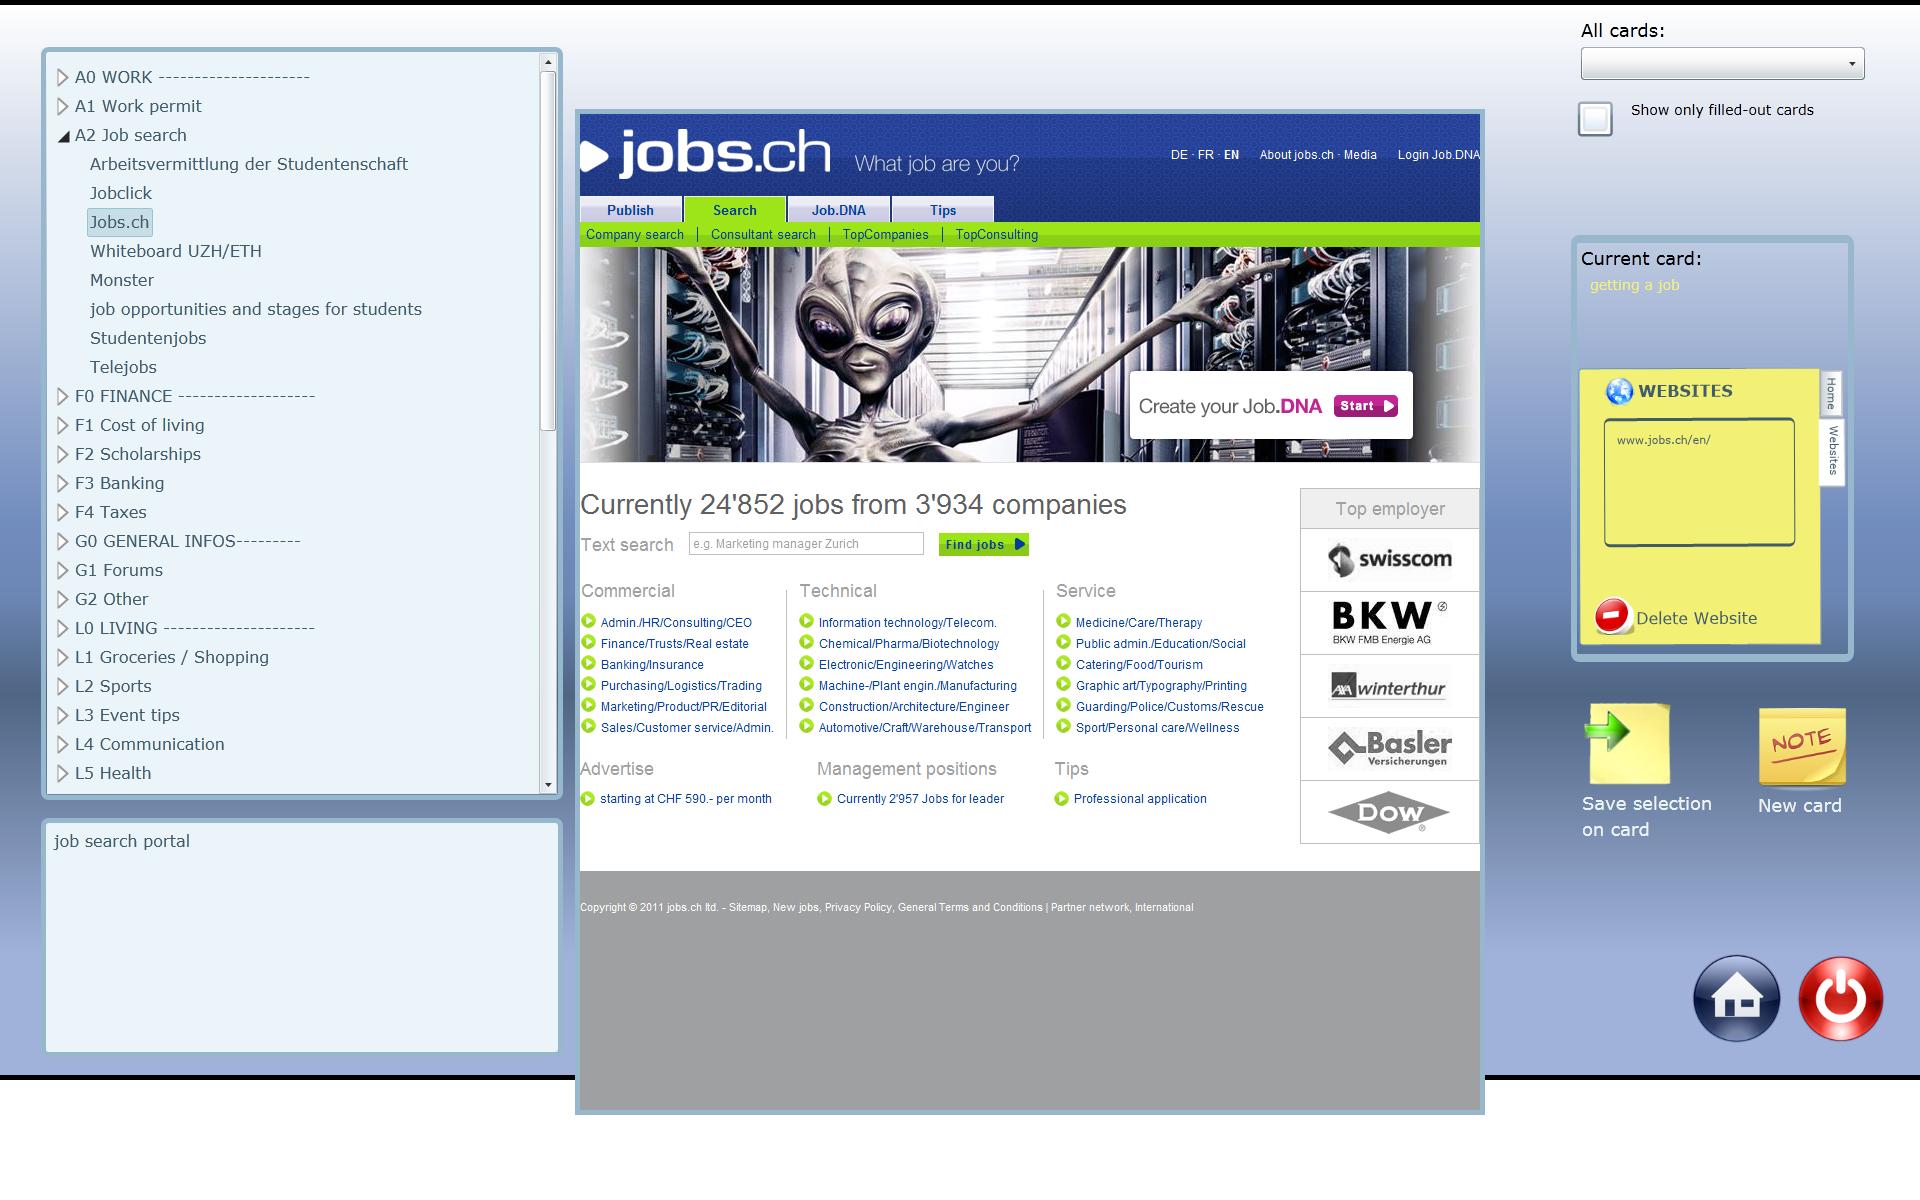 A0 WORK ---------------------
A1 Work permit
A2 Job search
Arbeitsvermittlung der Studentenschaft
Jobclick
Jobs.ch
Whiteboard UZH/ETH
Monster
job opportunities and stages for students
Studentenjobs
Telejobs
F0 FINANCE -------------------
F1 Cost of living
F2 Scholarships
F3 Banking
F4 Taxes
G0 GENERAL INFOS---------
G1 Forums
G2 Other
L0 LIVING ---------------------
L1 Groceries / Shopping
L2 Sports
L3 Event tips
L4 Communication
L5 Health
job search portal
jobs.ch What job are you?
DE · FR · EN About jobs.ch · Media Login Job.DNA
Publish Search Job.DNA Tips
Company search | Consultant search | TopCompanies | TopConsulting
Create your Job.DNA Start
Currently 24'852 jobs from 3'934 companies
Text search e.g. Marketing manager Zurich Find jobs
Commercial
Admin./HR/Consulting/CEO
Finance/Trusts/Real estate
Banking/Insurance
Purchasing/Logistics/Trading
Marketing/Product/PR/Editorial
Sales/Customer service/Admin.
Technical
Information technology/Telecom.
Chemical/Pharma/Biotechnology
Electronic/Engineering/Watches
Machine-/Plant engin./Manufacturing
Construction/Architecture/Engineer
Automotive/Craft/Warehouse/Transport
Service
Medicine/Care/Therapy
Public admin./Education/Social
Catering/Food/Tourism
Graphic art/Typography/Printing
Guarding/Police/Customs/Rescue
Sport/Personal care/Wellness
Advertise
starting at CHF 590.- per month
Management positions
Currently 2'957 Jobs for leader
Tips
Professional application
Top employer
swisscom
BKW
BKW FMB Energie AG
AXA winterthur
Basler
Versicherungen
Dow
Copyright © 2011 jobs.ch ltd. - Sitemap, New jobs, Privacy Policy, General Terms and Conditions | Partner network, International
All cards:
Show only filled-out cards
Current card:
getting a job
WEBSITES
www.jobs.ch/en/
Home
Websites
Delete Website
Save selection
on card
NOTE
New card